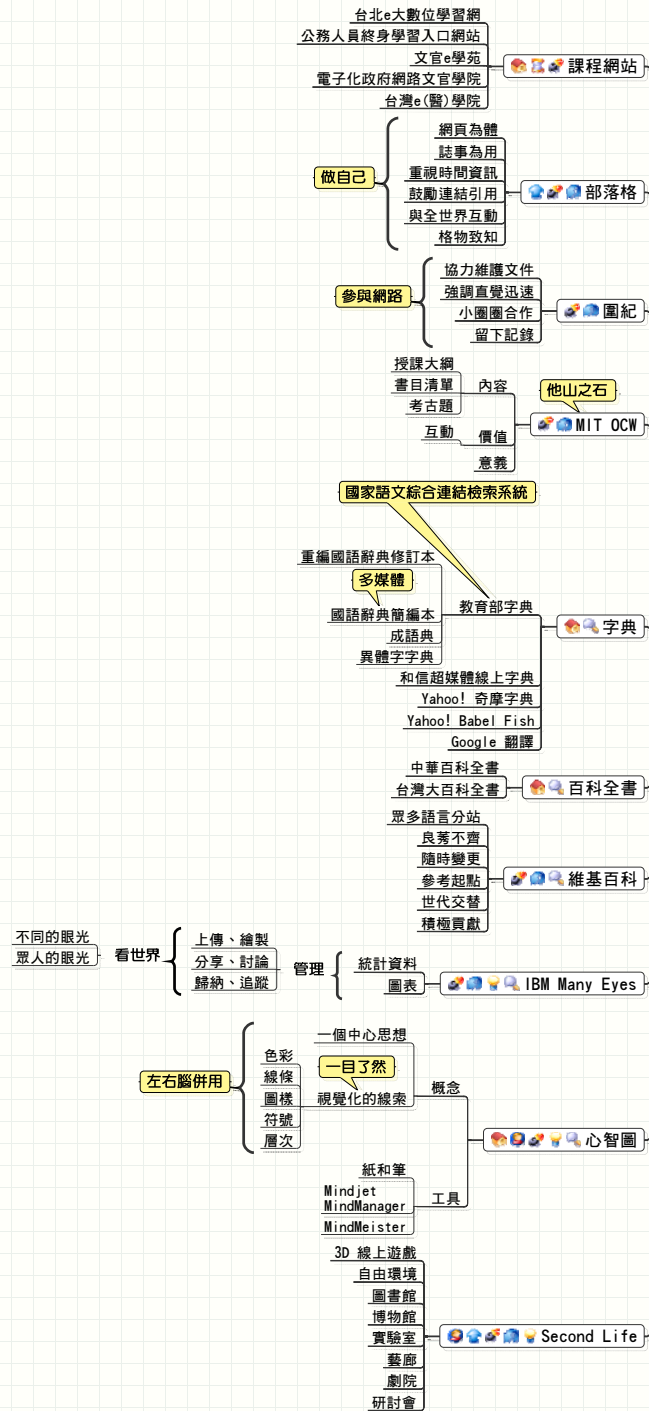 台北e大數位學習網
公務人員終身學習入口網站
文官e學苑
電子化政府網路文官學院
台灣e(醫)學院
課程網站
網頁為體
誌事為用
重視時間資訊
鼓勵連結引用
與全世界互動
格物致知
做自己
部落格
協力維護文件
強調直覺迅速
小圈圈合作
留下記錄
參與網路
圍紀
授課大綱
書目清單
考古題
內容
互動
價值
意義
他山之石
MIT OCW
國家語文綜合連結檢索系統
重編國語辭典修訂本
多媒體
國語辭典簡編本
成語典
異體字字典
教育部字典
和信超媒體線上字典
Yahoo! 奇摩字典
Yahoo! Babel Fish
Google 翻譯
字典
中華百科全書
台灣大百科全書
百科全書
眾多語言分站
良莠不齊
隨時變更
參考起點
世代交替
積極貢獻
維基百科
不同的眼光
眾人的眼光
看世界
上傳、繪製
分享、討論
歸納、追蹤
管理
統計資料
圖表
IBM Many Eyes
一個中心思想
色彩
線條
圖樣
符號
層次
左右腦併用
一目了然
視覺化的線索
概念
心智圖
紙和筆
Mindjet
MindManager
MindMeister
工具
3D 線上遊戲
自由環境
圖書館
博物館
實驗室
藝廊
劇院
研討會
Second Life